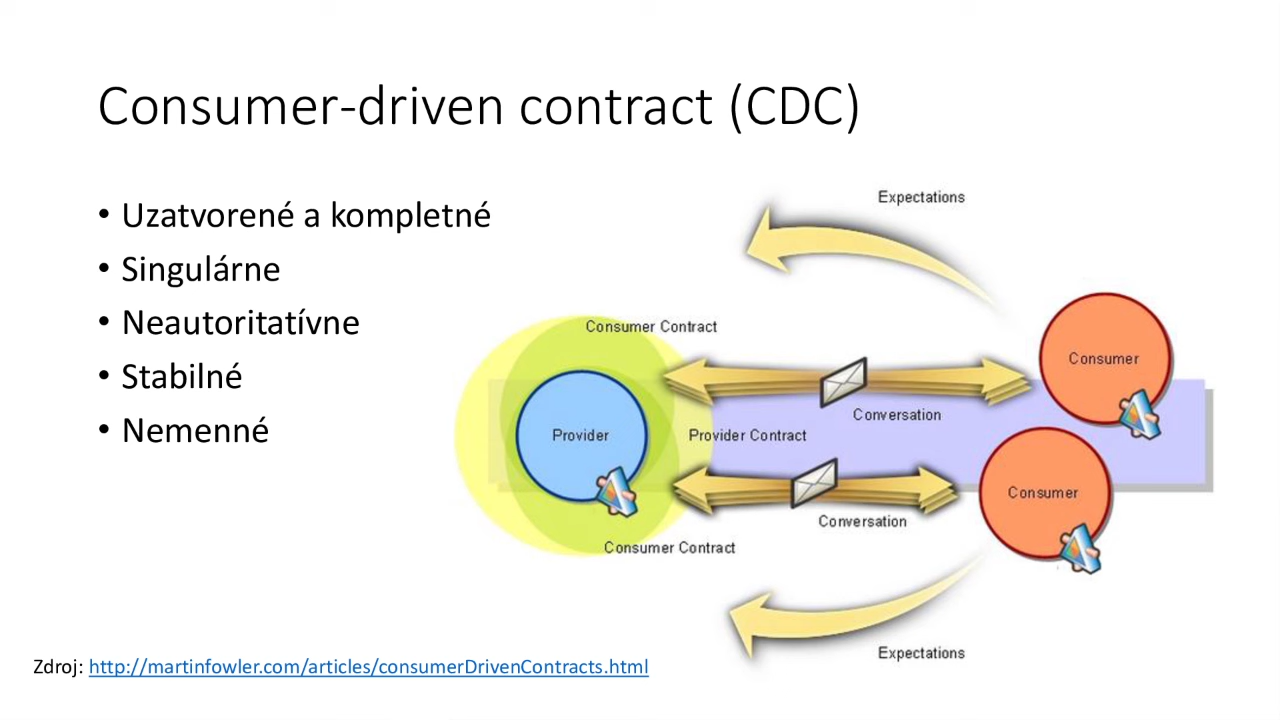 Consumer-driven contract (CDC)
• Uzatvorené a kompletné
• Singulárne
• Neautoritatívne
• Stabilné
• Nemenné
Expectations
Consumer Contract
Consumer
Conversation
Provider
Provider Contract
Consumer
Conversation
Consumer Contract
Expectations
Zdroj: http://martinfowler.com/articles/consumerDrivenContracts.html